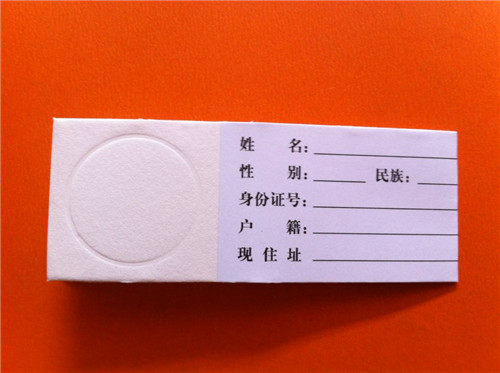 姓　　名：
性　　别：　　　民族：
身份证号：
户　　籍：
现 住 址